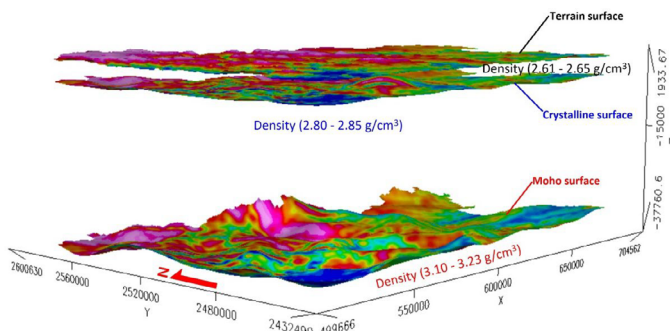 Terrain surface
Density (2.61 - 2.65 g/cm³)
Crystalline surface
Density (2.80 - 2.85 g/cm³)
Moho surface
Density (3.10 - 3.23 g/cm³)
N
1933.67
-15000
-37760.6
2600630
2560000
2520000
2480000
Y
550000
600000
X
650000
704562